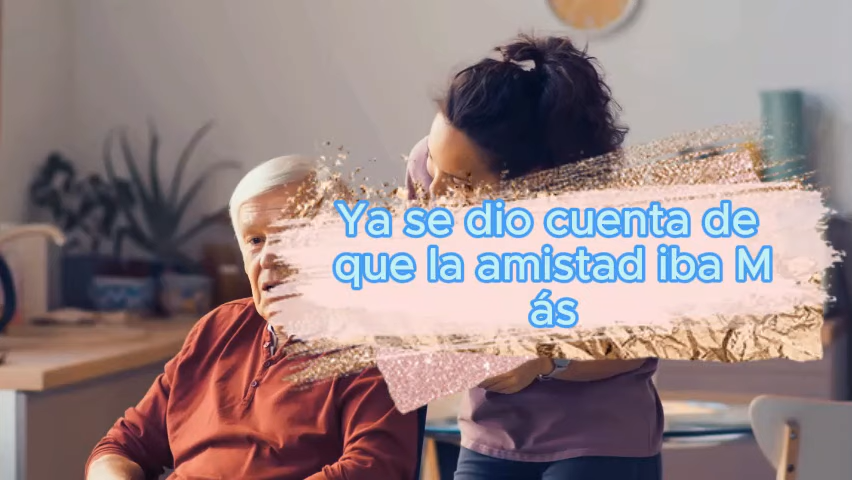 Ya se dio cuenta de
que la amistad iba M
ás